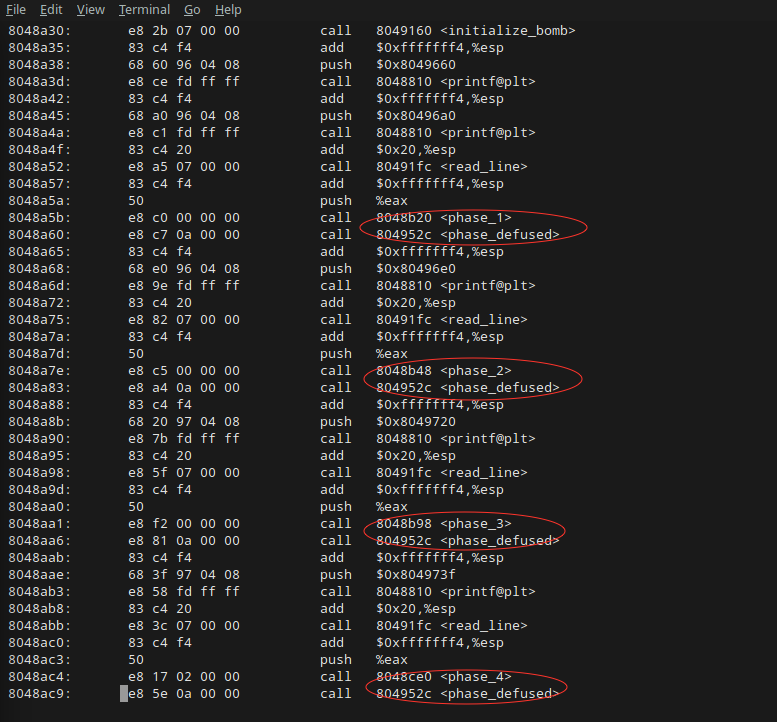 File Edit View Terminal Go Help
8048a30: e8 2b 07 00 00 call 8049160 <initialize_bomb>
8048a35: 83 c4 f4 add $0xfffffff4,%esp
8048a38: 68 60 96 04 08 push $0x8049660
8048a3d: e8 ce fd ff ff call 8048810 <printf@plt>
8048a42: 83 c4 f4 add $0xfffffff4,%esp
8048a45: 68 a0 96 04 08 push $0x80496a0
8048a4a: e8 c1 fd ff ff call 8048810 <printf@plt>
8048a4f: 83 c4 20 add $0x20,%esp
8048a52: e8 a5 07 00 00 call 80491fc <read_line>
8048a57: 83 c4 f4 add $0xfffffff4,%esp
8048a5a: 50 push %eax
8048a5b: e8 c0 00 00 00 call 8048b20 <phase_1>
8048a60: e8 c7 0a 00 00 call 804952c <phase_defused>
8048a65: 83 c4 f4 add $0xfffffff4,%esp
8048a68: 68 e0 96 04 08 push $0x80496e0
8048a6d: e8 9e fd ff ff call 8048810 <printf@plt>
8048a72: 83 c4 20 add $0x20,%esp
8048a75: e8 82 07 00 00 call 80491fc <read_line>
8048a7a: 83 c4 f4 add $0xfffffff4,%esp
8048a7d: 50 push %eax
8048a7e: e8 c5 00 00 00 call 8048b48 <phase_2>
8048a83: e8 a4 0a 00 00 call 804952c <phase_defused>
8048a88: 83 c4 f4 add $0xfffffff4,%esp
8048a8b: 68 20 97 04 08 push $0x8049720
8048a90: e8 7b fd ff ff call 8048810 <printf@plt>
8048a95: 83 c4 20 add $0x20,%esp
8048a98: e8 5f 07 00 00 call 80491fc <read_line>
8048a9d: 83 c4 f4 add $0xfffffff4,%esp
8048aa0: 50 push %eax
8048aa1: e8 f2 00 00 00 call 8048b98 <phase_3>
8048aa6: e8 81 0a 00 00 call 804952c <phase_defused>
8048aab: 83 c4 f4 add $0xfffffff4,%esp
8048aae: 68 3f 97 04 08 push $0x804973f
8048ab3: e8 58 fd ff ff call 8048810 <printf@plt>
8048ab8: 83 c4 20 add $0x20,%esp
8048abb: e8 3c 07 00 00 call 80491fc <read_line>
8048ac0: 83 c4 f4 add $0xfffffff4,%esp
8048ac3: 50 push %eax
8048ac4: e8 17 02 00 00 call 8048ce0 <phase_4>
8048ac9: e8 5e 0a 00 00 call 804952c <phase_defused>